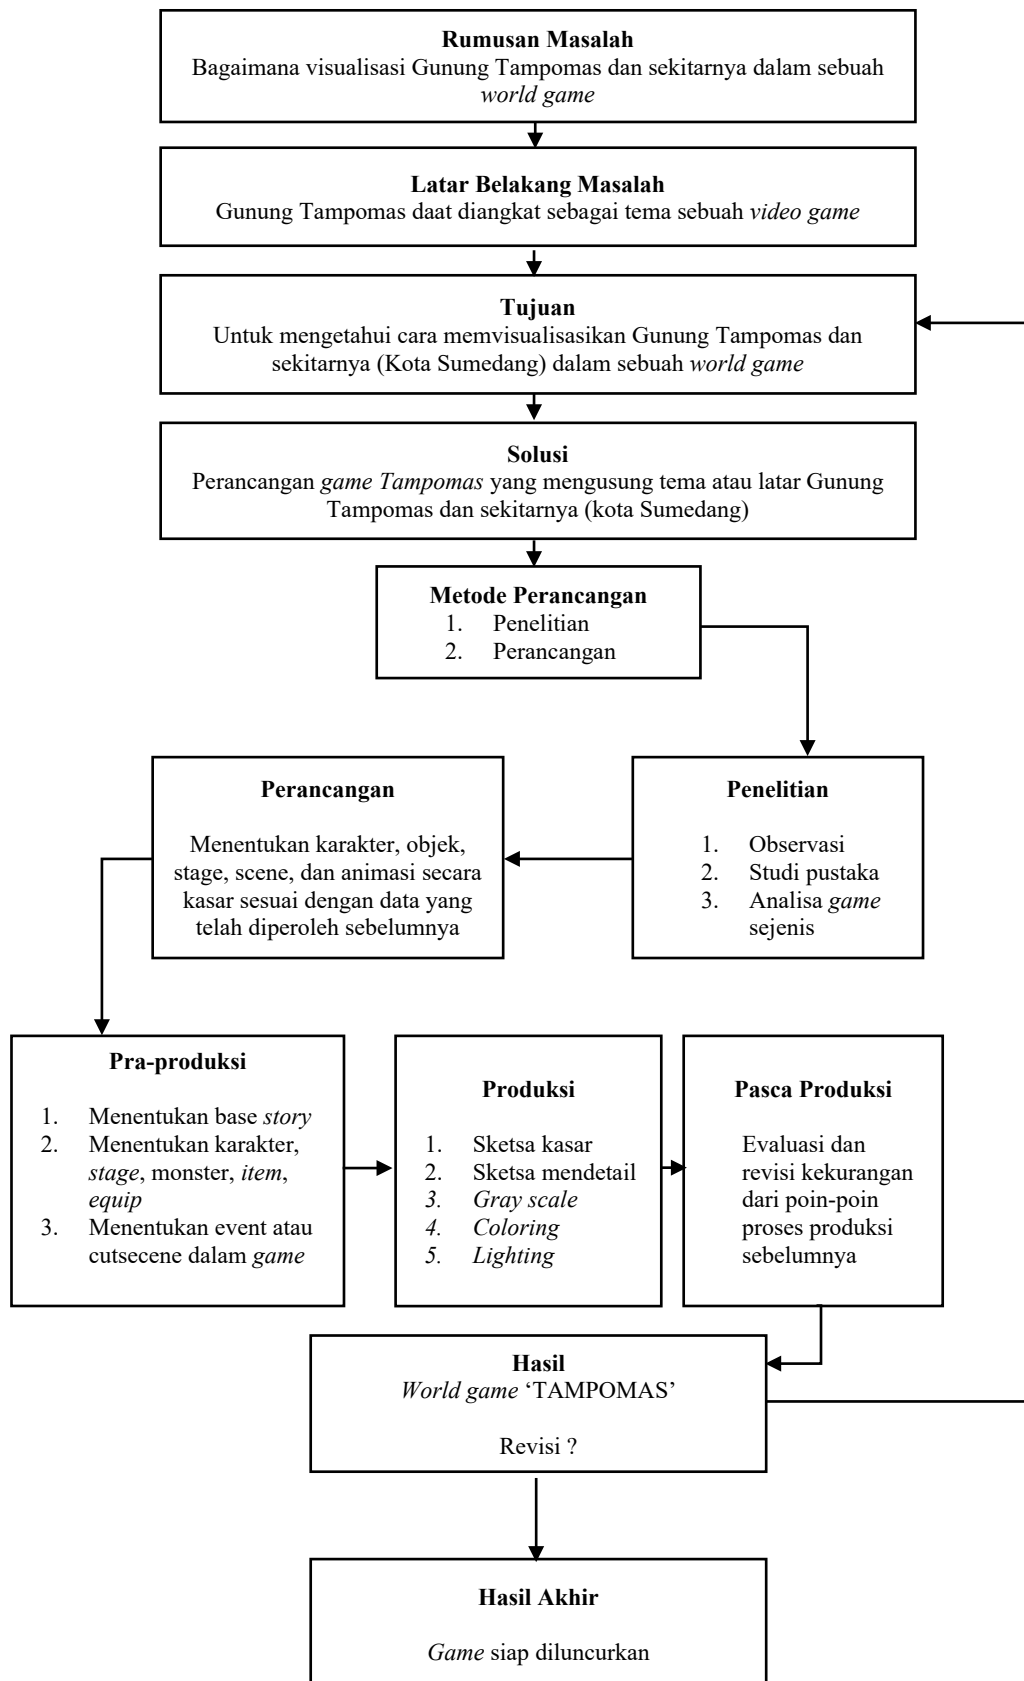 Rumusan Masalah
Bagaimana visualisasi Gunung Tampomas dan sekitarnya dalam sebuah
world game
Latar Belakang Masalah
Gunung Tampomas daat diangkat sebagai tema sebuah video game
Tujuan
Untuk mengetahui cara memvisualisasikan Gunung Tampomas dan
sekitarnya (Kota Sumedang) dalam sebuah world game
Solusi
Perancangan game Tampomas yang mengusung tema atau latar Gunung
Tampomas dan sekitarnya (kota Sumedang)
Metode Perancangan
1. Penelitian
2. Perancangan
Penelitian
1. Observasi
2. Studi pustaka
3. Analisa game
sejenis
Perancangan
Menentukan karakter, objek,
stage, scene, dan animasi secara
kasar sesuai dengan data yang
telah diperoleh sebelumnya
Pra-produksi
1. Menentukan base story
2. Menentukan karakter,
stage, monster, item,
equip
3. Menentukan event atau
cutsecene dalam game
Produksi
1. Sketsa kasar
2. Sketsa mendetail
3. Gray scale
4. Coloring
5. Lighting
Pasca Produksi
Evaluasi dan
revisi kekurangan
dari poin-poin
proses produksi
sebelumnya
Hasil
World game ‘TAMPOMAS’
Revisi ?
Hasil Akhir
Game siap diluncurkan